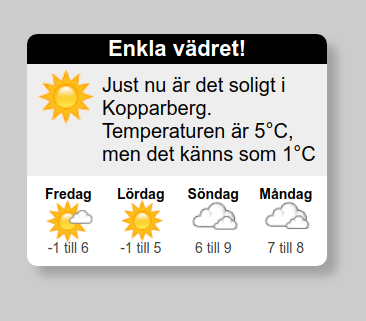 Enkla vädret!
Just nu är det soligt i
Kopparberg.
Temperaturen är 5°C,
men det känns som 1°C
Fredag Lördag Söndag Måndag
-1 till 6 -1 till 5 6 till 9 7 till 8